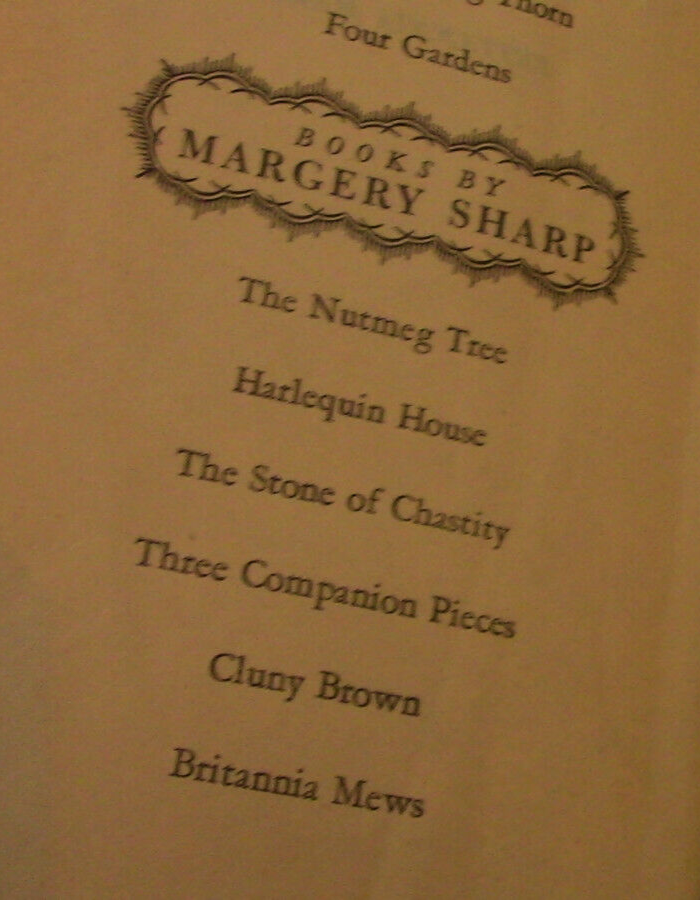 Thorn
Four Gardens
BOOKS BY
MARGERY SHARP
The Nutmeg Tree
Harlequin House
The Stone of Chastity
Three Companion Pieces
Cluny Brown
Britannia Mews